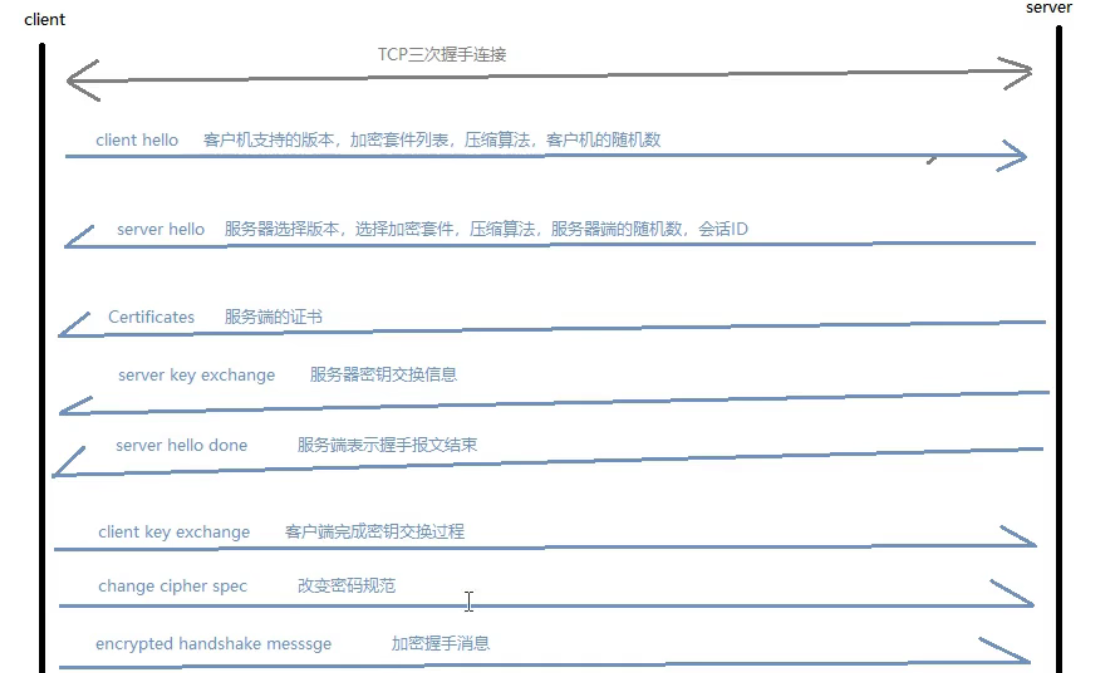 client
server
TCP三次握手连接
client hello 客户机支持的版本，加密套件列表，压缩算法，客户机的随机数
server hello 服务器选择版本，选择加密套件，压缩算法，服务器端的随机数，会话ID
Certificates 服务端的证书
server key exchange 服务器密钥交换信息
server hello done 服务端表示握手报文结束
client key exchange 客户端完成密钥交换过程
change cipher spec 改变密码规范
encrypted handshake messsge 加密握手消息